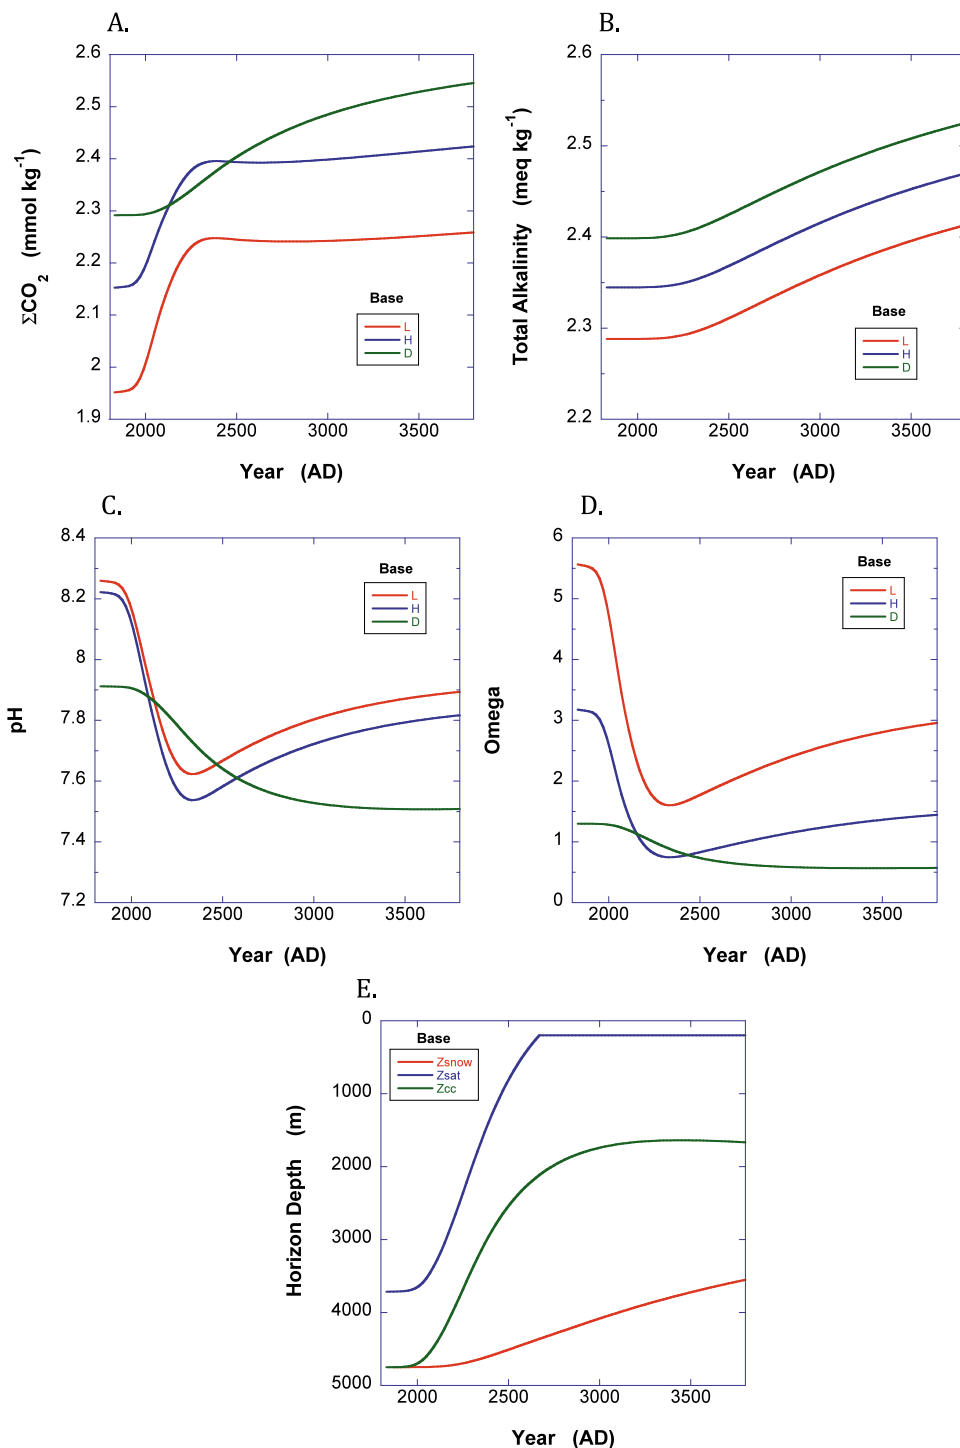 A.
2.6
2.5
2.4
2.3
2.2
2.1
2
1.9
ΣCO2 (mmol kg-1)
Base
L
H
D
2000 2500 3000 3500
Year (AD)
B.
2.6
2.5
2.4
2.3
2.2
Total Alkalinity (meq kg-1)
Base
L
H
D
2000 2500 3000 3500
Year (AD)
C.
8.4
8.2
8
7.8
7.6
7.4
7.2
pH
Base
L
H
D
2000 2500 3000 3500
Year (AD)
D.
6
5
4
3
2
1
0
Omega
Base
L
H
D
2000 2500 3000 3500
Year (AD)
E.
0
1000
2000
3000
4000
5000
Horizon Depth (m)
Base
Zsnow
Zsat
Zcc
2000 2500 3000 3500
Year (AD)